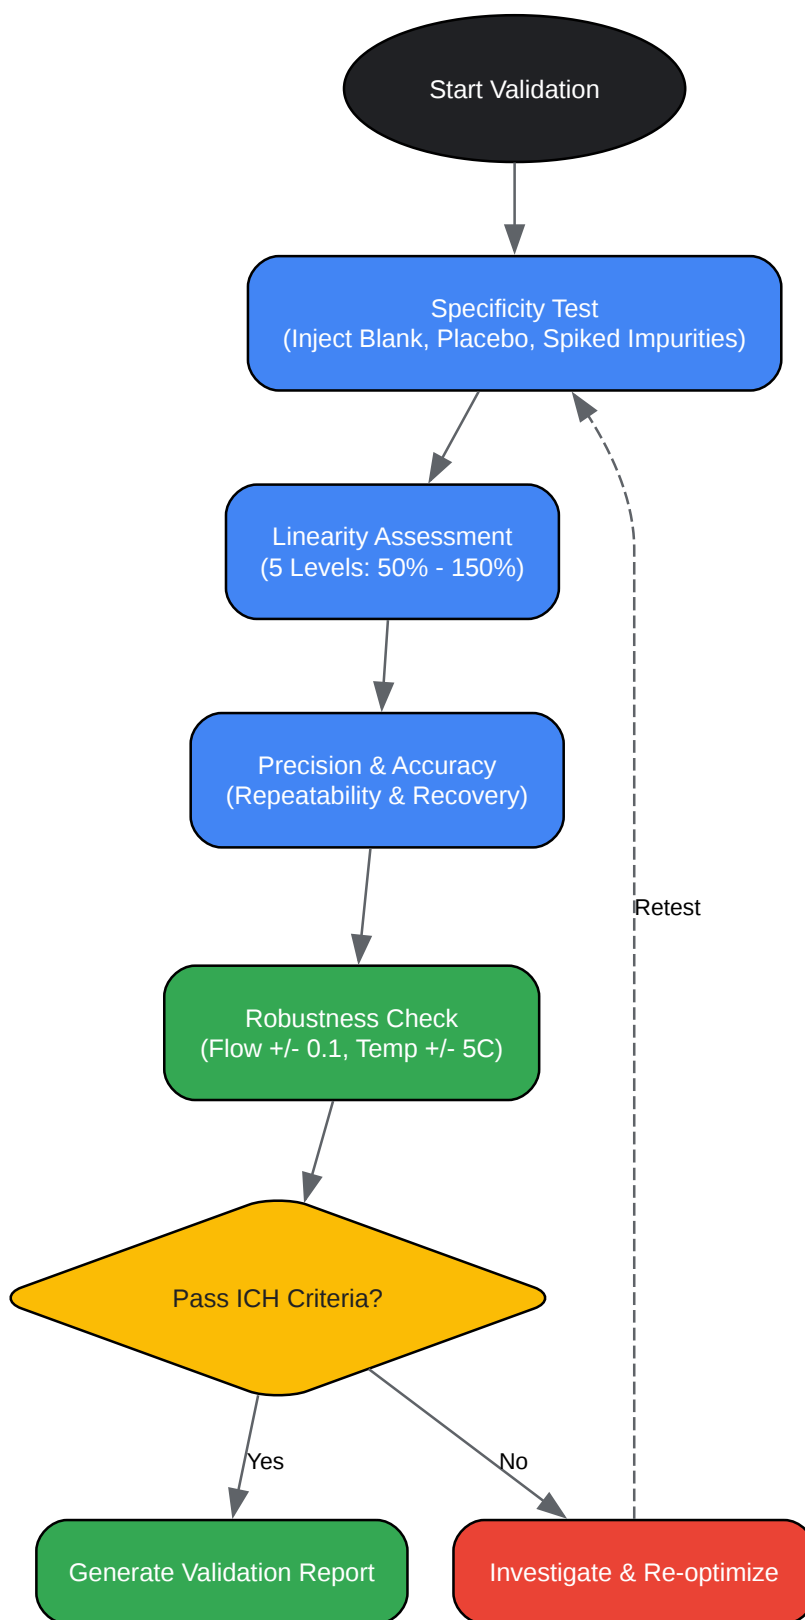 Start Validation
Specificity Test
(Inject Blank, Placebo, Spiked Impurities)
Linearity Assessment
(5 Levels: 50% - 150%)
Precision & Accuracy
(Repeatability & Recovery)
Retest
Robustness Check
(Flow +/- 0.1, Temp +/- 5C)
Pass ICH Criteria?
Yes
No
Generate Validation Report
Investigate & Re-optimize